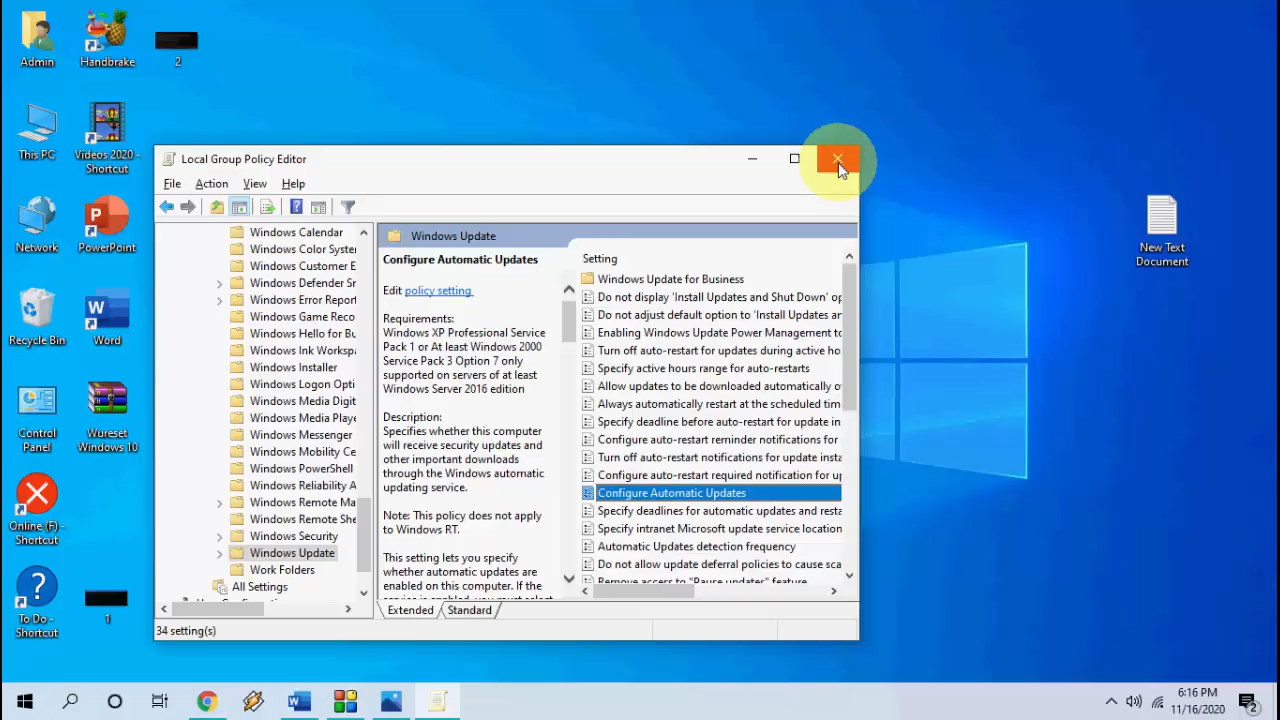 Admin
Handbrake
2
This PC
Videos 2020 -
Shortcut
Network
PowerPoint
Recycle Bin
Word
Control
Panel
Wureset
Windows 10
Online (F) -
Shortcut
To Do -
Shortcut
1
New Text
Document
Local Group Policy Editor
File Action View Help
Windows Calendar
Windows Color Syster
Windows Customer E
Windows Defender Sr
Windows Error Report
Windows Game Reco
Windows Hello for Bu
Windows Ink Workspa
Windows Installer
Windows Logon Opti
Windows Media Digit
Windows Media Playe
Windows Messenger
Windows Mobility Ce
Windows PowerShell
Windows Reliability A
Windows Remote Ma
Windows Remote She
Windows Security
Windows Update
Work Folders
All Settings
Windows Update
Configure Automatic Updates
Edit policy setting
Requirements:
Windows XP Professional Service
Pack 1 or At least Windows 2000
Service Pack 3 Option 7 only
supported on servers of at least
Windows Server 2016 edition
Description:
Specifies whether this computer
will receive security updates and
other important downloads
through the Windows automatic
updating service.
Note: This policy does not apply
to Windows RT.
This setting lets you specify
whether automatic updates are
enabled on this computer. If the
Setting
Windows Update for Business
Do not display 'Install Updates and Shut Down' op
Do not adjust default option to 'Install Updates ar
Enabling Windows Update Power Management to
Turn off auto-restart for updates during active ho
Specify active hours range for auto-restarts
Allow updates to be downloaded automatically o
Always automatically restart at the scheduled tim
Specify deadline before auto-restart for update in
Configure auto-restart reminder notifications for
Turn off auto-restart notifications for update insta
Configure auto-restart required notification for up
Configure Automatic Updates
Specify deadlines for automatic updates and resta
Specify intranet Microsoft update service location
Automatic Updates detection frequency
Do not allow update deferral policies to cause sca
Remove access to "Pause updates" feature
Extended Standard
34 setting(s)
6:16 PM
11/16/2020
2